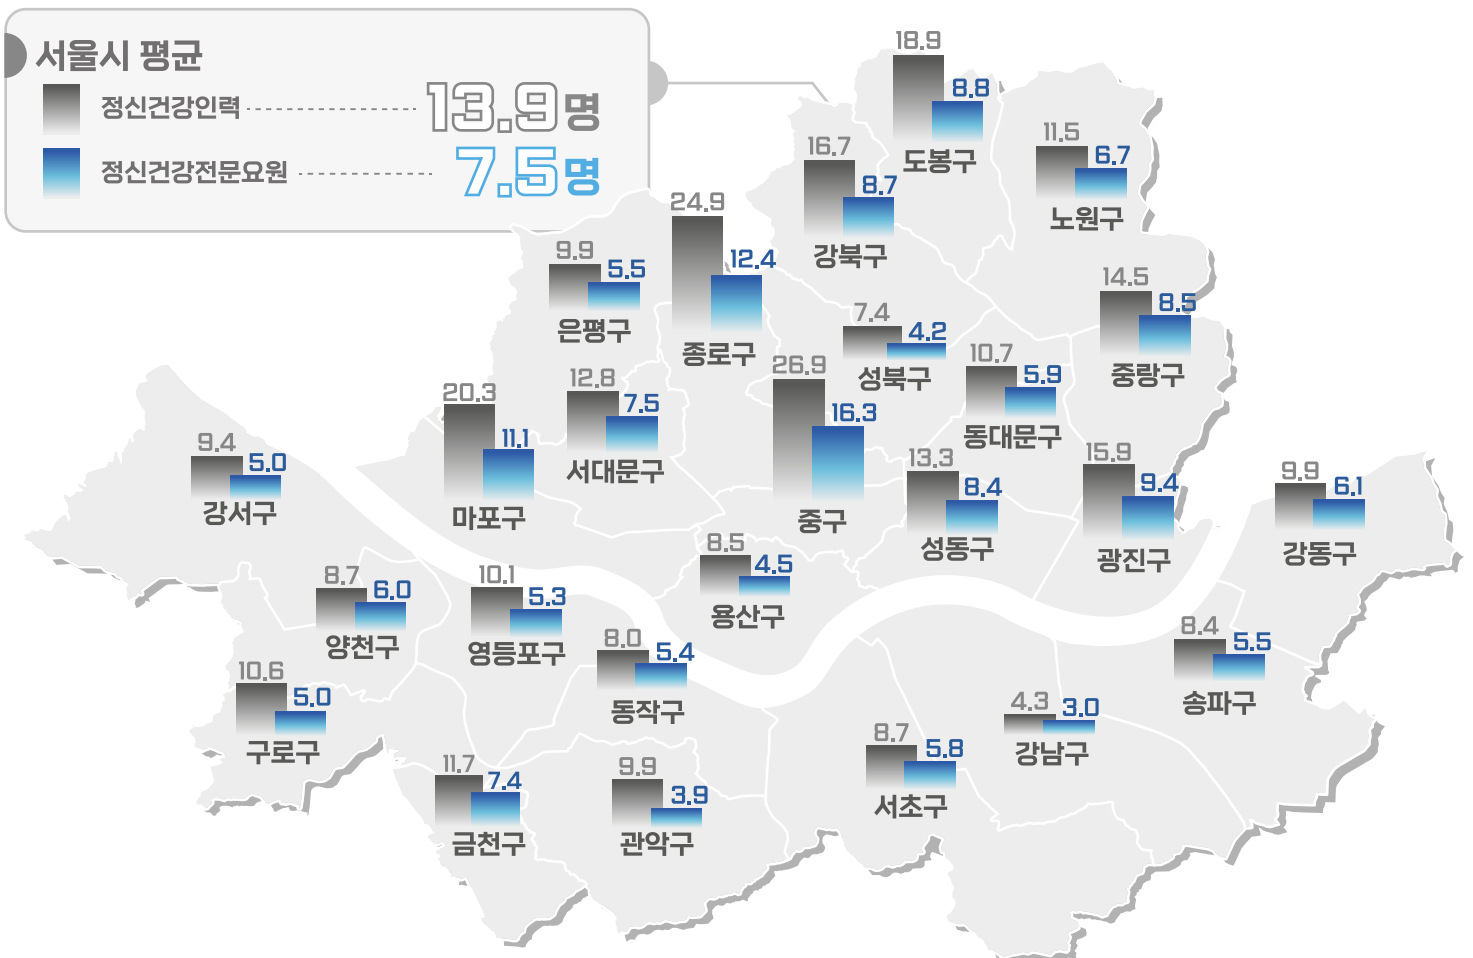 서울시 평균
정신건강인력 13.9명
정신건강전문요원 7.5명
18.9
8.8
도봉구
11.5
6.7
노원구
16.7
8.7
강북구
24.9
12.4
종로구
9.9
5.5
은평구
14.5
8.5
중랑구
7.4
4.2
성북구
10.7
5.9
동대문구
26.9
16.3
중구
12.8
7.5
서대문구
20.3
11.1
마포구
9.4
5.0
강서구
13.3
8.4
성동구
15.9
9.4
광진구
9.9
6.1
강동구
8.5
4.5
용산구
8.7
6.0
양천구
10.1
5.3
영등포구
8.0
5.4
동작구
8.4
5.5
송파구
10.6
5.0
구로구
4.3
3.0
강남구
8.7
5.8
서초구
11.7
7.4
금천구
9.9
3.9
관악구